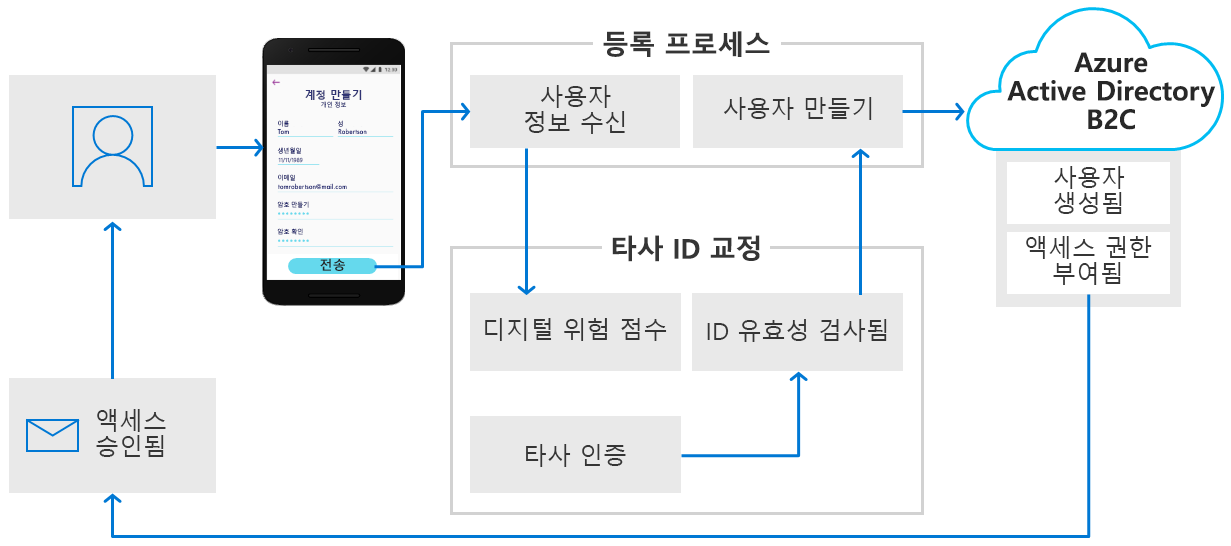 등록 프로세스
사용자
정보 수신
사용자 만들기
Azure
Active Directory
B2C
사용자
생성됨
액세스 권한
부여됨
12:30
계정 만들기
개인 정보
이름 성
Tom Robertson
생년월일
11/11/1989
이메일
tomrobertson@mail.com
암호 만들기
********
암호 확인
********
전송
타사 ID 교정
디지털 위험 점수
ID 유효성 검사됨
타사 인증
액세스
승인됨